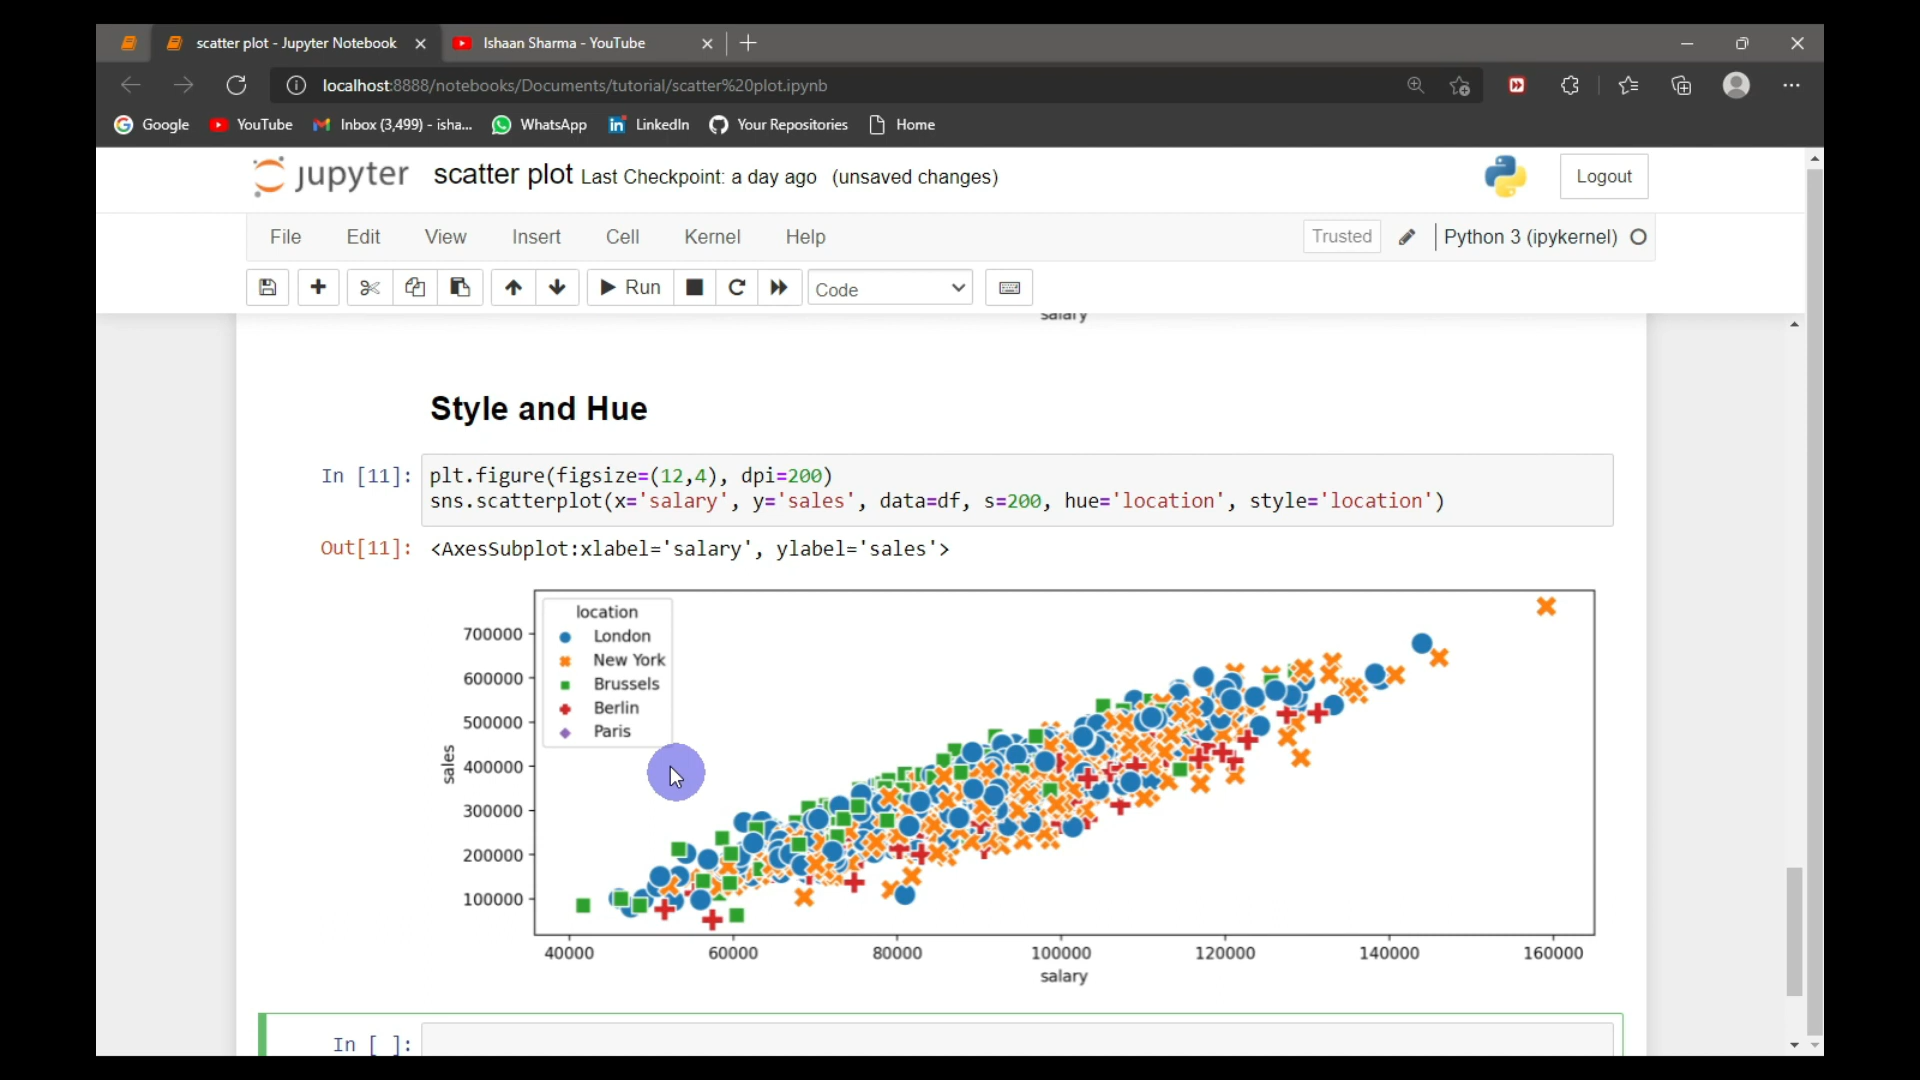 scatter plot - Jupyter Notebook
Ishaan Sharma - YouTube
localhost:8888/notebooks/Documents/tutorial/scatter%20plot.ipynb
Google
YouTube
Inbox (3,499) - isha...
WhatsApp
LinkedIn
Your Repositories
Home
jupyter scatter plot Last Checkpoint: a day ago (unsaved changes)
Logout
File Edit View Insert Cell Kernel Help
Trusted
Python 3 (ipykernel)
Run
Code
salary
Style and Hue
In [11]: plt.figure(figsize=(12,4), dpi=200)
sns.scatterplot(x='salary', y='sales', data=df, s=200, hue='location', style='location')
Out[11]: <AxesSubplot:xlabel='salary', ylabel='sales'>
location
London
New York
Brussels
Berlin
Paris
700000
600000
500000
400000
300000
200000
100000
sales
40000 60000 80000 100000 120000 140000 160000
salary
In [ ]: